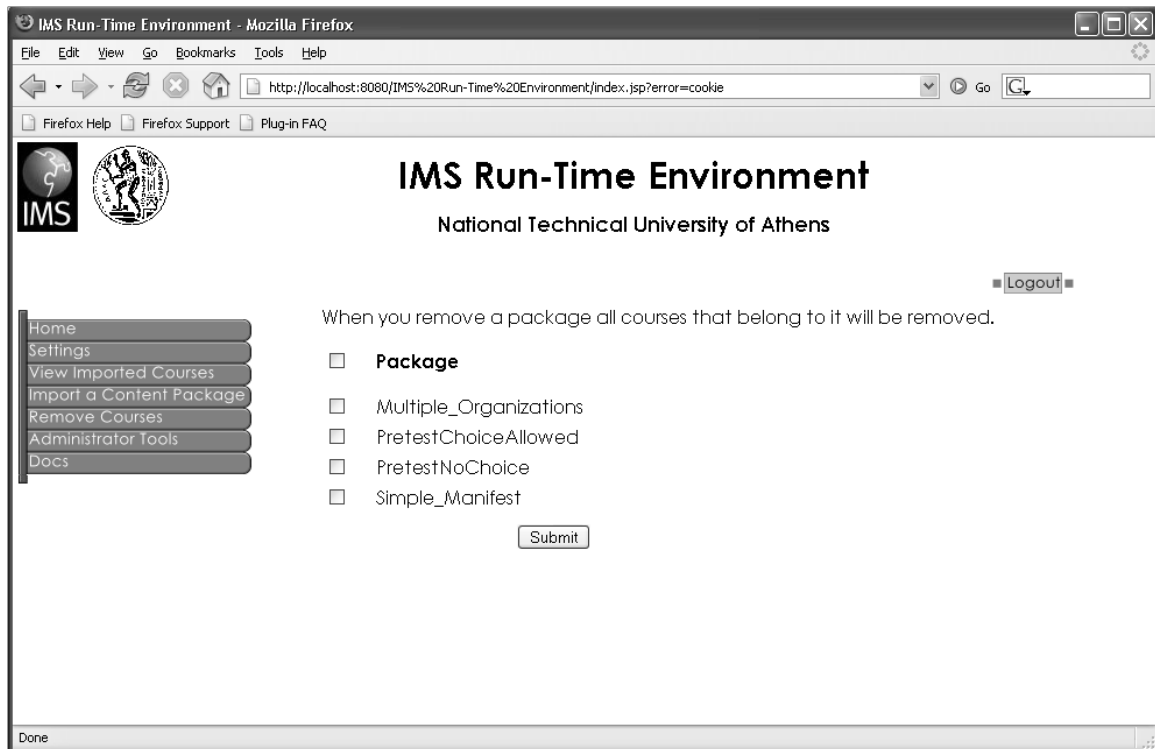 IMS Run-Time Environment - Mozilla Firefox
File Edit View Go Bookmarks Tools Help
http://localhost:8080/IMS%20Run-Time%20Environment/index.jsp?error=cookie Go G
Firefox Help Firefox Support Plug-in FAQ
IMS
IMS Run-Time Environment
National Technical University of Athens
Logout
When you remove a package all courses that belong to it will be removed.
Home
Settings
View Imported Courses
Import a Content Package
Remove Courses
Administrator Tools
Docs
Package
Multiple_Organizations
PretestChoiceAllowed
PretestNoChoice
Simple_Manifest
Submit
Done